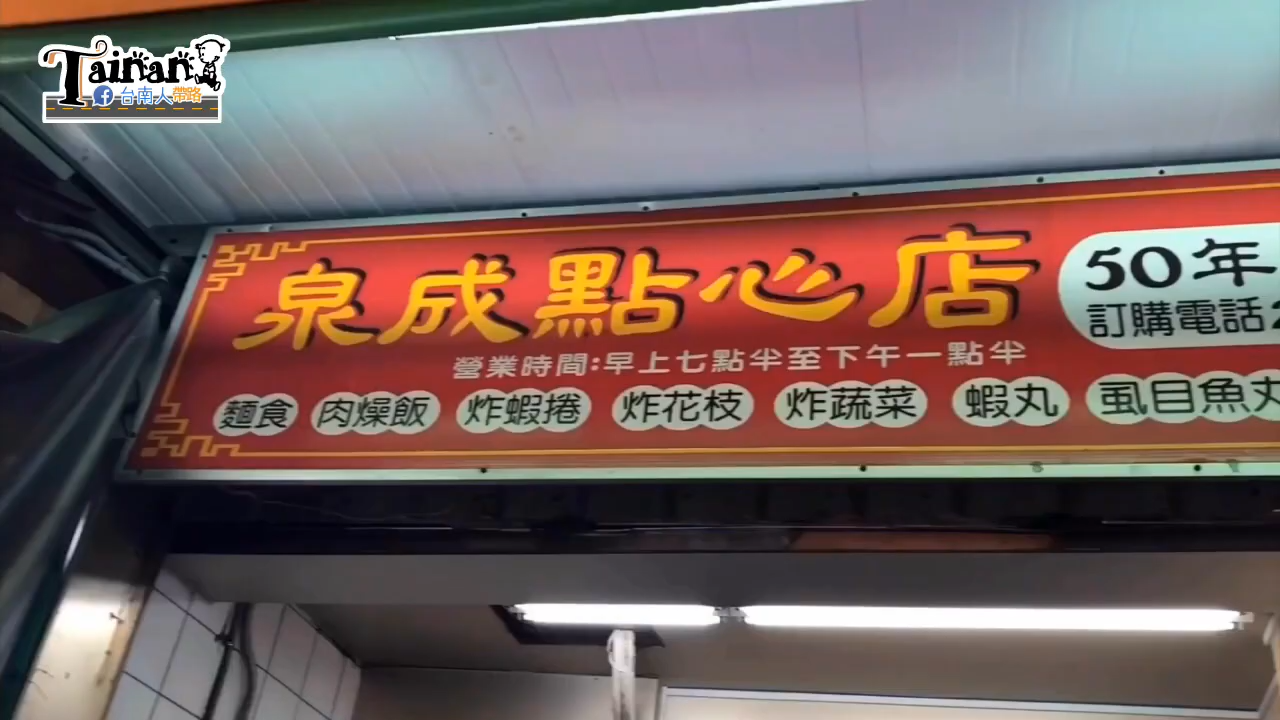 Tainan
台南人帶路
泉成點心店
50年
訂購電話
營業時間:早上七點半至下午一點半
麵食 肉燥飯 炸蝦捲 炸花枝 炸蔬菜 蝦丸 虱目魚丸